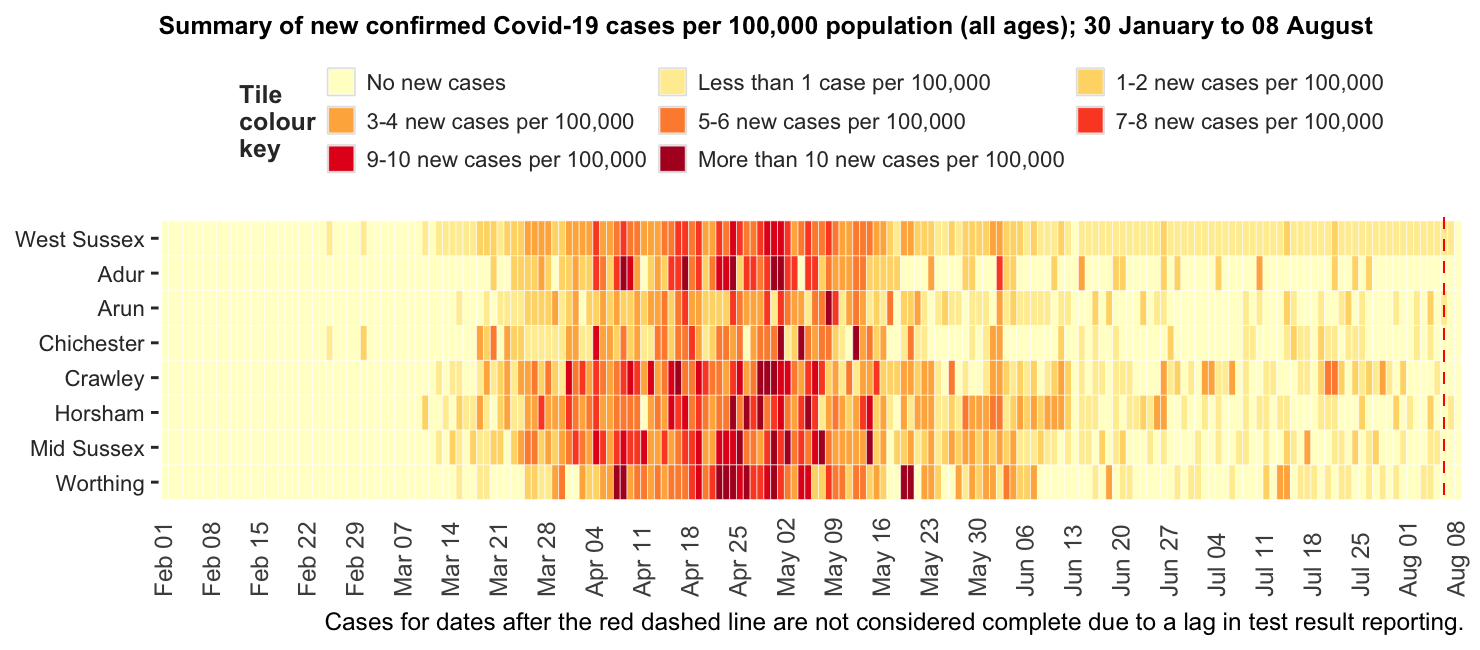 Summary of new confirmed Covid-19 cases per 100,000 population (all ages); 30 January to 08 August
Tile
colour
key
No new cases
Less than 1 case per 100,000
1-2 new cases per 100,000
3-4 new cases per 100,000
5-6 new cases per 100,000
7-8 new cases per 100,000
9-10 new cases per 100,000
More than 10 new cases per 100,000
West Sussex
Adur
Arun
Chichester
Crawley
Horsham
Mid Sussex
Worthing
Feb 01
Feb 08
Feb 15
Feb 22
Feb 29
Mar 07
Mar 14
Mar 21
Mar 28
Apr 04
Apr 11
Apr 18
Apr 25
May 02
May 09
May 16
May 23
May 30
Jun 06
Jun 13
Jun 20
Jun 27
Jul 04
Jul 11
Jul 18
Jul 25
Aug 01
Aug 08
Cases for dates after the red dashed line are not considered complete due to a lag in test result reporting.